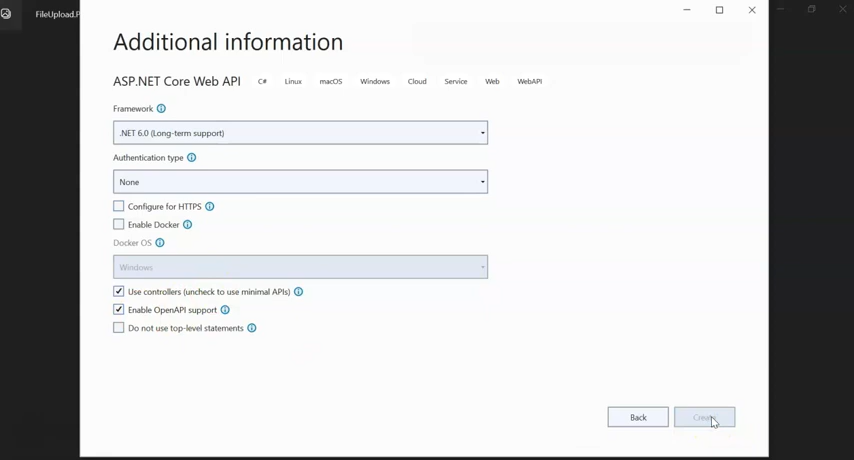 FileUpload.P
Additional information
ASP.NET Core Web API C# Linux macOS Windows Cloud Service Web WebAPI
Framework
.NET 6.0 (Long-term support)
Authentication type
None
Configure for HTTPS
Enable Docker
Docker OS
Windows
Use controllers (uncheck to use minimal APIs)
Enable OpenAPI support
Do not use top-level statements
Back Create